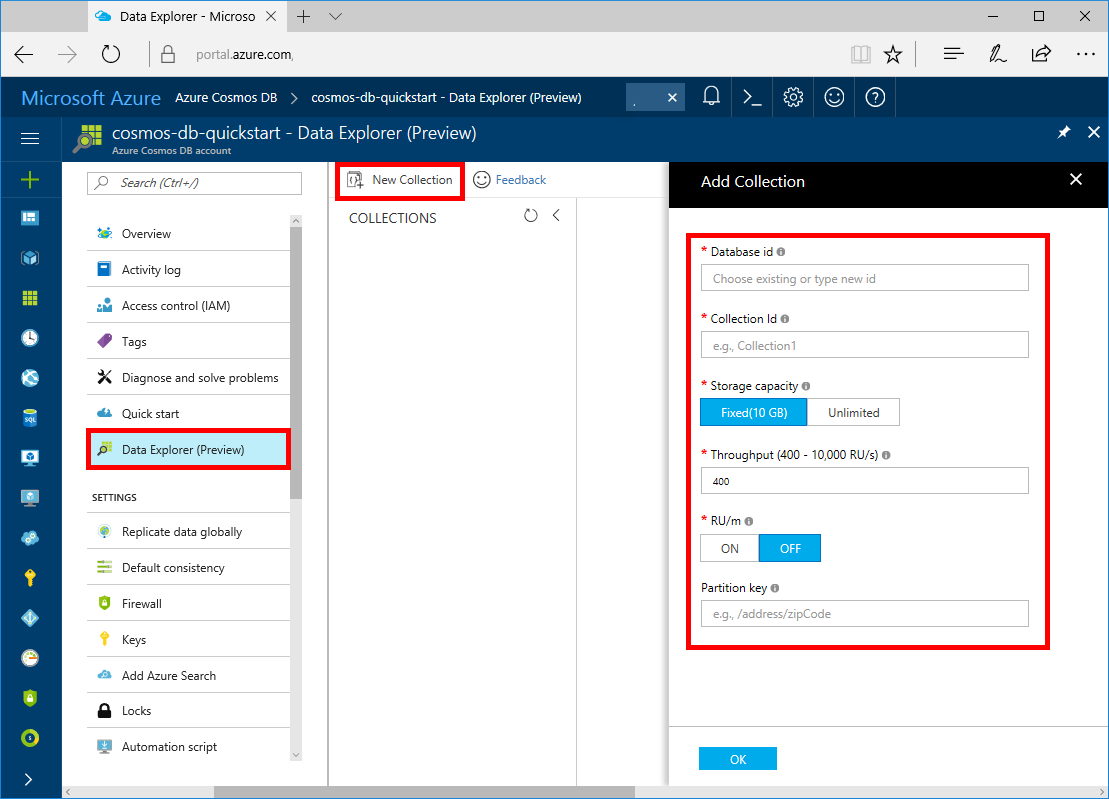 Data Explorer - Microso
portal.azure.com,
Microsoft Azure Azure Cosmos DB > cosmos-db-quickstart - Data Explorer (Preview)
cosmos-db-quickstart - Data Explorer (Preview)
Azure Cosmos DB account
Search (Ctrl+/)
Overview
Activity log
Access control (IAM)
Tags
Diagnose and solve problems
Quick start
Data Explorer (Preview)
SETTINGS
Replicate data globally
Default consistency
Firewall
Keys
Add Azure Search
Locks
Automation script
New Collection
Feedback
COLLECTIONS
Add Collection
* Database id
Choose existing or type new id
* Collection Id
e.g., Collection1
* Storage capacity
Fixed(10 GB) Unlimited
* Throughput (400 - 10,000 RU/s)
400
* RU/m
ON OFF
Partition key
e.g., /address/zipCode
OK